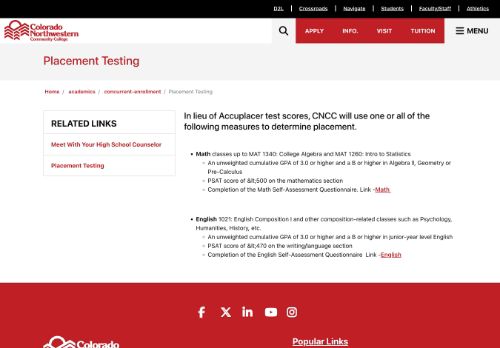 D2L | Crossroads | Navigate | Students | Faculty/Staff | Athletics
Colorado
Northwestern
Community College
APPLY INFO. VISIT TUITION MENU
Placement Testing
Home / academics / concurrent-enrollment / Placement Testing
RELATED LINKS
Meet With Your High School Counselor
Placement Testing
In lieu of Accuplacer test scores, CNCC will use one or all of the
following measures to determine placement.
Math classes up to MAT 1340: College Algebra and MAT 1260: Intro to Statistics
An unweighted cumulative GPA of 3.0 or higher and a B or higher in Algebra II, Geometry or
Pre-Calculus
PSAT score of &lt;500 on the mathematics section
Completion of the Math Self-Assessment Questionnaire. Link -Math
English 1021: English Composition I and other composition-related classes such as Psychology,
Humanities, History, etc.
An unweighted cumulative GPA of 3.0 or higher and a B or higher in junior-year level English
PSAT score of &lt;470 on the writing/language section
Completion of the English Self-Assessment Questionnaire Link -English
Colorado
Popular Links